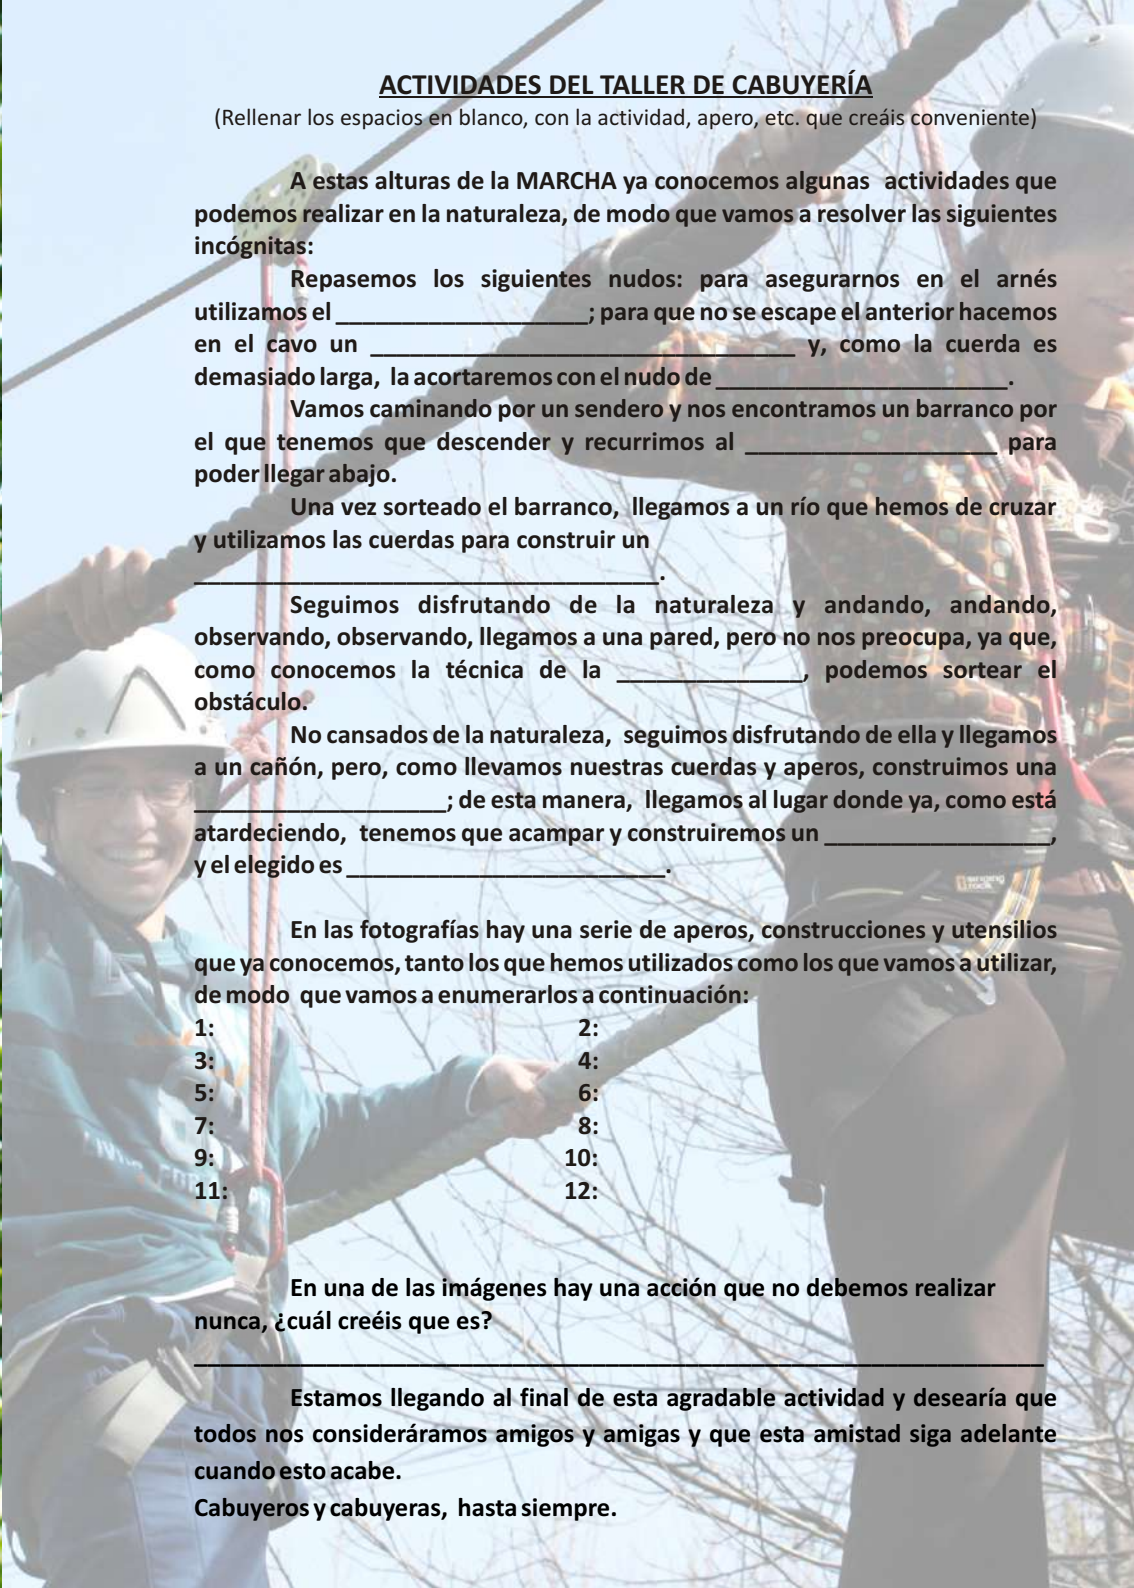 ACTIVIDADES DEL TALLER DE CABUYERÍA
(Rellenar los espacios en blanco, con la actividad, apero, etc. que creáis conveniente)
A estas alturas de la MARCHA ya conocemos algunas actividades que
podemos realizar en la naturaleza, de modo que vamos a resolver las siguientes
incógnitas:
Repasemos los siguientes nudos: para asegurarnos en el arnés
utilizamos el ___________________; para que no se escape el anterior hacemos
en el cavo un ________________________________ y, como la cuerda es
demasiado larga, la acortaremos con el nudo de ______________________.
Vamos caminando por un sendero y nos encontramos un barranco por
el que tenemos que descender y recurrimos al ___________________ para
poder llegar abajo.
Una vez sorteado el barranco, llegamos a un río que hemos de cruzar
y utilizamos las cuerdas para construir un
___________________________________.
Seguimos disfrutando de la naturaleza y andando, andando,
observando, observando, llegamos a una pared, pero no nos preocupa, ya que,
como conocemos la técnica de la ______________, podemos sortear el
obstáculo.
No cansados de la naturaleza, seguimos disfrutando de ella y llegamos
a un cañón, pero, como llevamos nuestras cuerdas y aperos, construimos una
___________________; de esta manera, llegamos al lugar donde ya, como está
atardeciendo, tenemos que acampar y construiremos un _________________,
y el elegido es ________________________.
singing
rock
En las fotografías hay una serie de aperos, construcciones y utensilios
que ya conocemos, tanto los que hemos utilizados como los que vamos a utilizar,
de modo que vamos a enumerarlos a continuación:
1: 2:
3: 4:
5: 6:
7: 8:
9: 10:
11: 12:
En una de las imágenes hay una acción que no debemos realizar
nunca, ¿cuál creéis que es?
________________________________________________________________
Estamos llegando al final de esta agradable actividad y desearía que
todos nos consideráramos amigos y amigas y que esta amistad siga adelante
cuando esto acabe.
Cabuyeros y cabuyeras, hasta siempre.